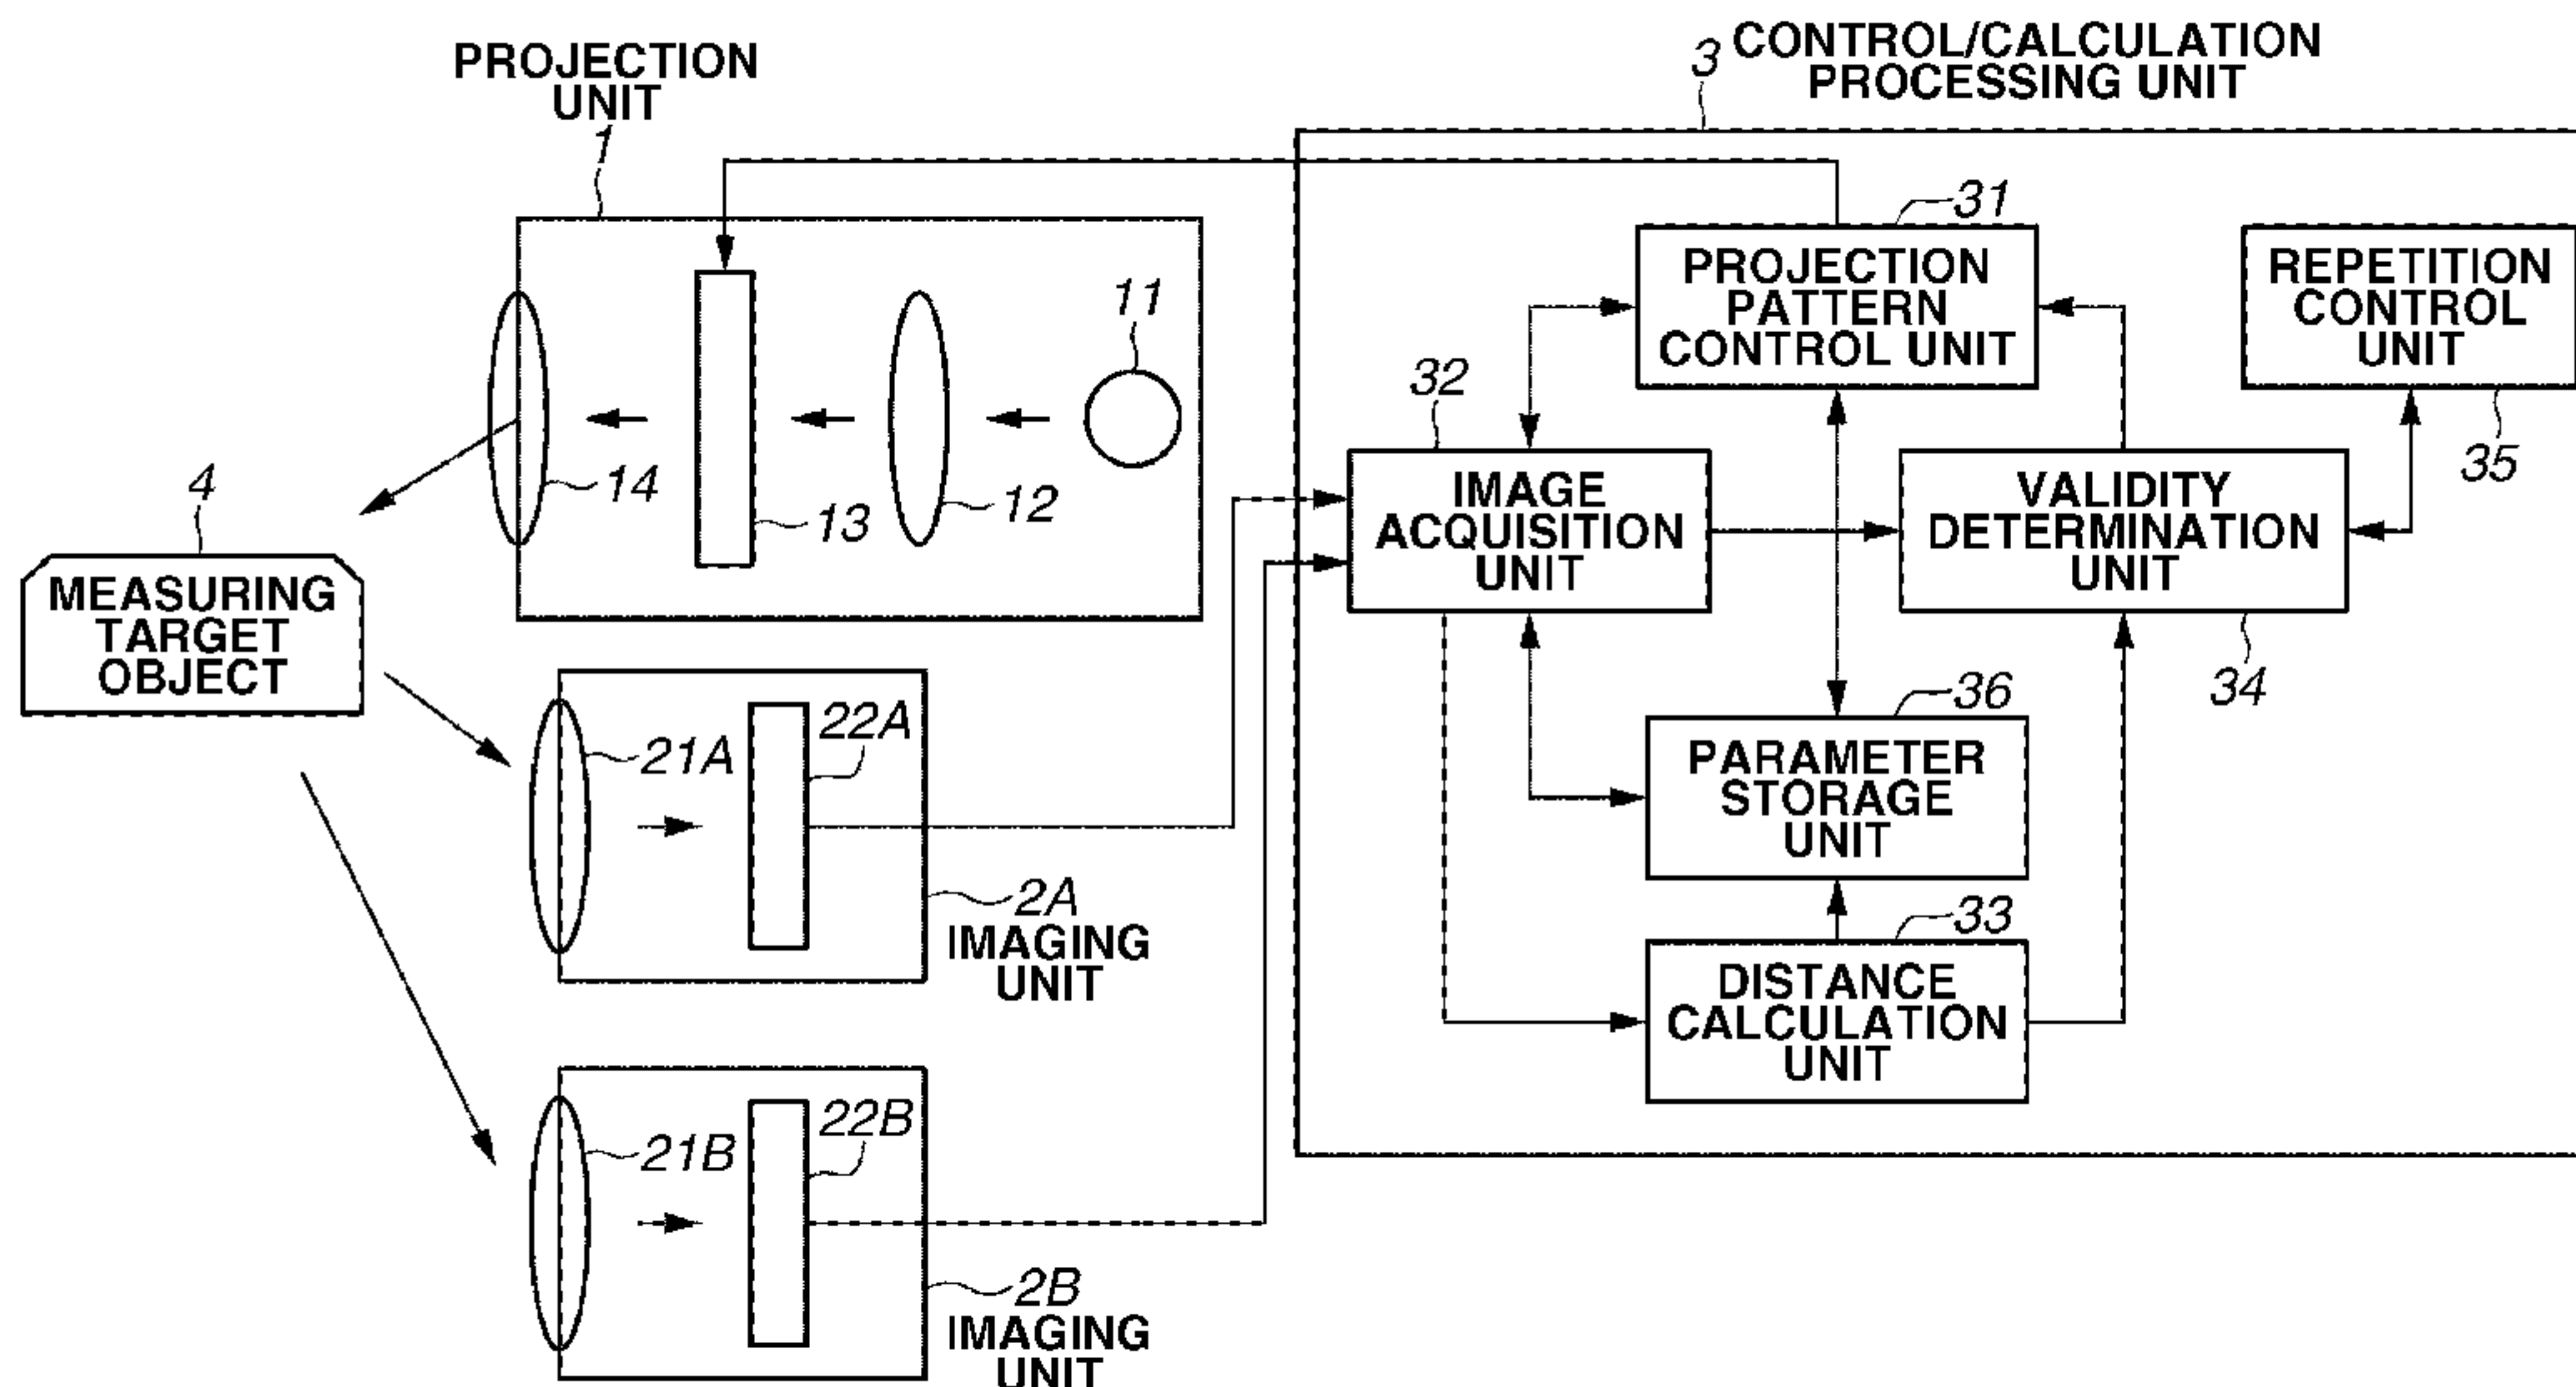 PROJECTION
UNIT
1
3
CONTROL/CALCULATION
PROCESSING UNIT
31
PROJECTION
PATTERN
CONTROL UNIT
REPETITION
CONTROL
UNIT
35
11
12
13
14
32
IMAGE
ACQUISITION
UNIT
VALIDITY
DETERMINATION
UNIT
34
4
MEASURING
TARGET
OBJECT
21A
22A
2A
IMAGING
UNIT
36
PARAMETER
STORAGE
UNIT
33
DISTANCE
CALCULATION
UNIT
21B
22B
2B
IMAGING
UNIT